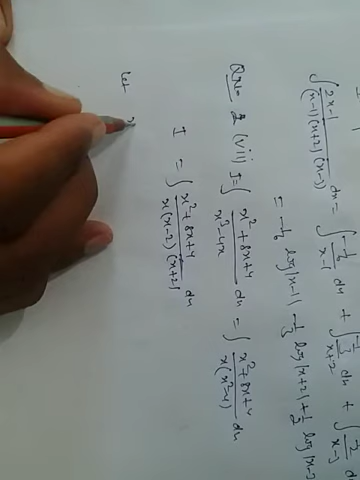 ∫ 2x-1/(x-1)(x+2)(x-3) dx = ∫ -1/6/x-1 dx + ∫ -1/3/x+2 dx + ∫ 1/2/x-3
= -1/6 log|x-1| - 1/3 log|x+2| + 1/2 log|x-3
Que 2 (vii) I = ∫ x²+8x+4/x³-4x dx = ∫ x²+8x+4/x(x²-4) dx
I = ∫ x²+8x+4/x(x-2)(x+2) dx
Let